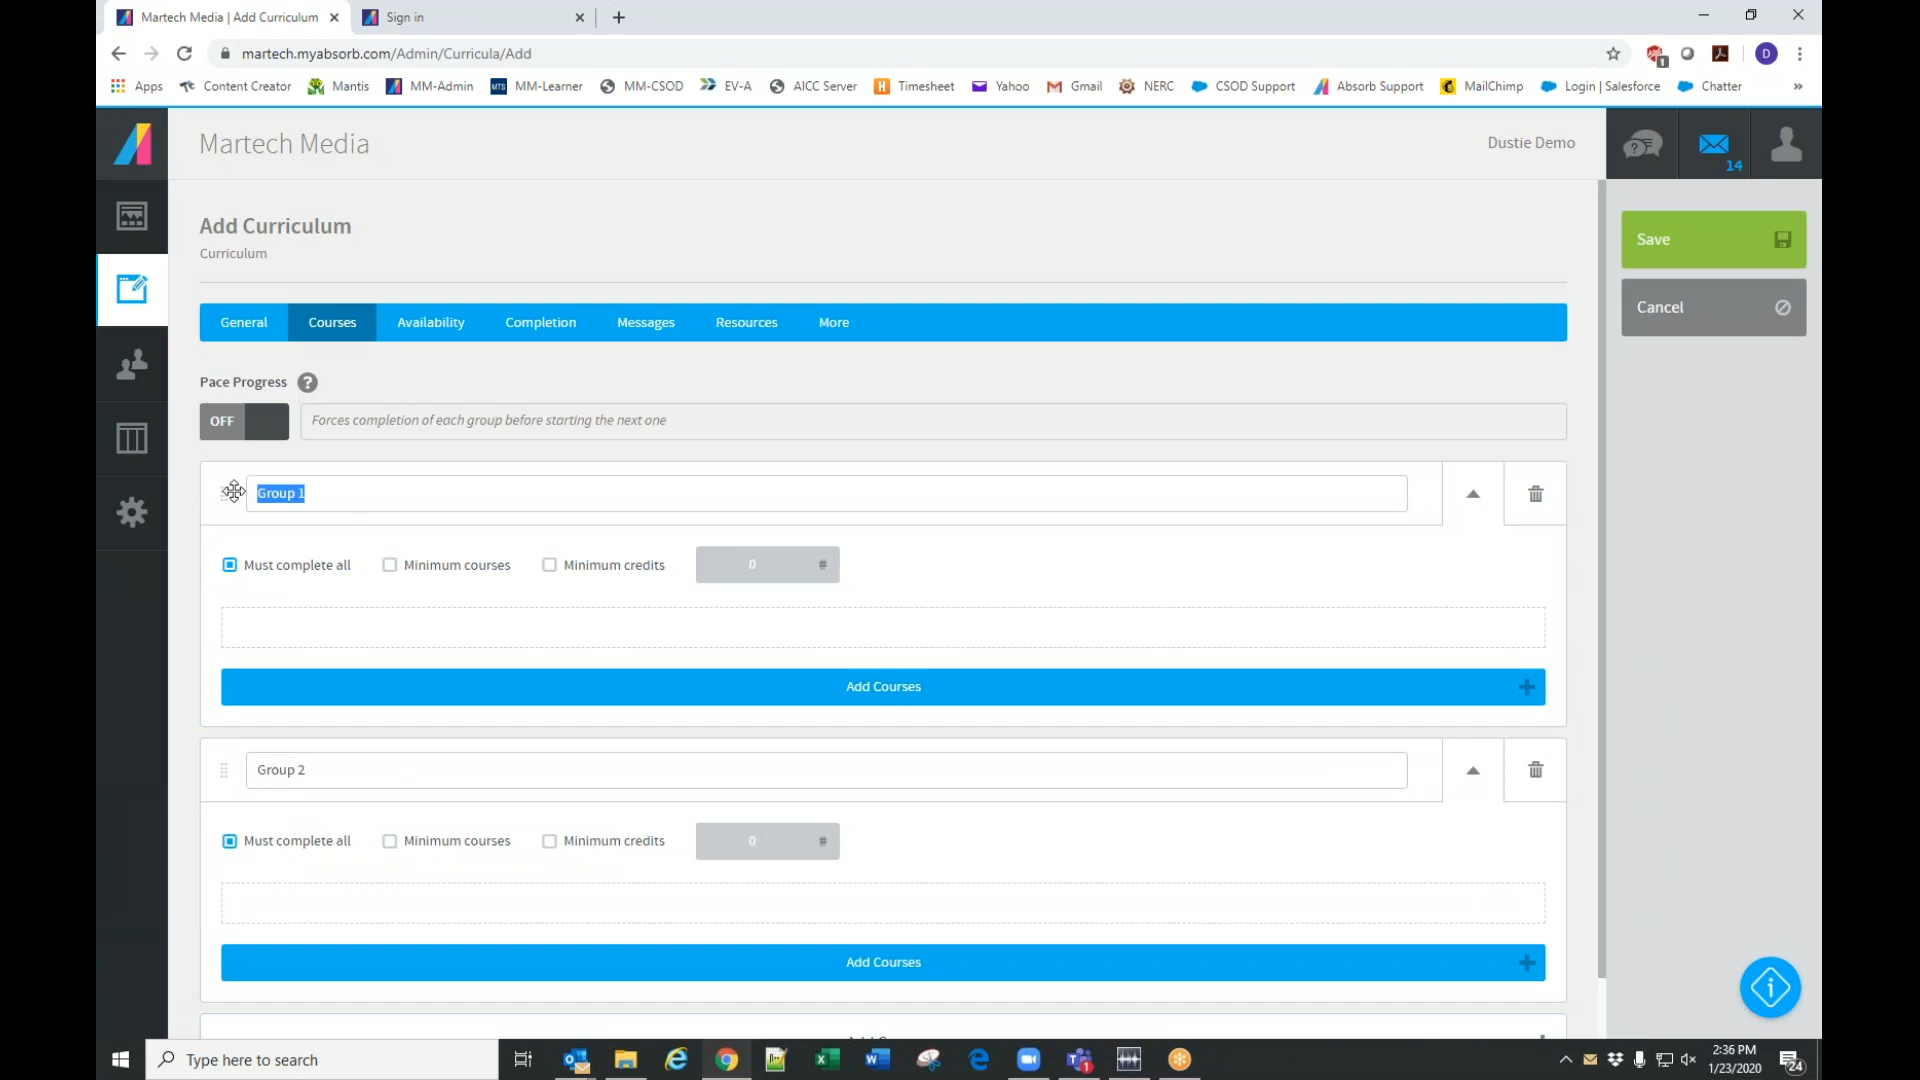 Martech Media | Add Curriculum
Sign in
martech.myabsorb.com/Admin/Curricula/Add
1
D
Apps
Content Creator
Mantis
MM-Admin
MTS
MM-Learner
MM-CSOD
EV-A
AICC Server
Timesheet
Yahoo
Gmail
NERC
CSOD Support
Absorb Support
MailChimp
Login | Salesforce
Chatter
»
Martech Media
Dustie Demo
14
Add Curriculum
Curriculum
Save
Cancel
General
Courses
Availability
Completion
Messages
Resources
More
Pace Progress ?
OFF
Forces completion of each group before starting the next one
Group 1
Must complete all
Minimum courses
Minimum credits
0 #
Add Courses
Group 2
Must complete all
Minimum courses
Minimum credits
0 #
Add Courses
Type here to search
1
2:36 PM
1/23/2020
24